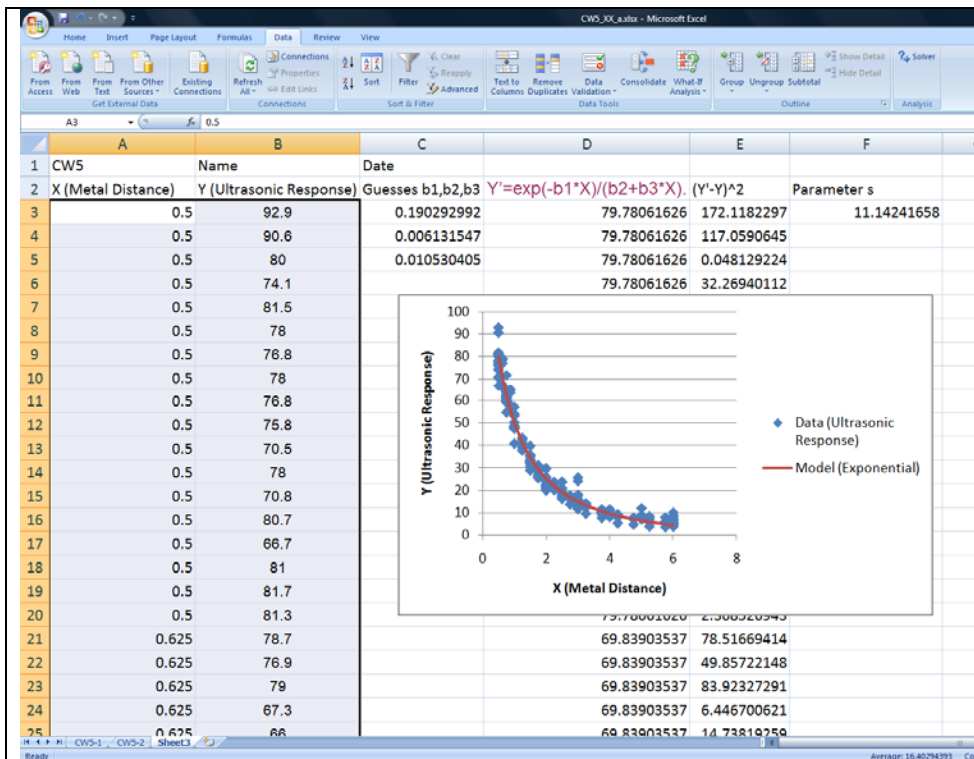 CW5_XX_a.xlsx - Microsoft Excel
Home Insert Page Layout Formulas Data Review View
From Access From Web From Text From Other Sources Existing Connections
Get External Data
Refresh All Connections Properties Edit Links
Connections
Sort Filter Clear Reapply Advanced
Sort & Filter
Text to Columns Remove Duplicates Data Validation Consolidate What-If Analysis
Data Tools
Group Ungroup Subtotal Show Detail Hide Detail
Outline
Solver
Analysis
A3 fx 0.5
A B C D E F
1 CW5 Name Date
2 X (Metal Distance) Y (Ultrasonic Response) Guesses b1,b2,b3 Y'=exp(-b1*X)/(b2+b3*X). (Y'-Y)^2 Parameter s
3 0.5 92.9 0.190292992 79.78061626 172.1182297 11.14241658
4 0.5 90.6 0.006131547 79.78061626 117.0590645
5 0.5 80 0.010530405 79.78061626 0.048129224
6 0.5 74.1 79.78061626 32.26940112
7 0.5 81.5
8 0.5 78
9 0.5 76.8
10 0.5 78
11 0.5 76.8
12 0.5 75.8
13 0.5 70.5
14 0.5 78
15 0.5 70.8
16 0.5 80.7
17 0.5 66.7
18 0.5 81
19 0.5 81.7
20 0.5 81.3
21 0.625 78.7 69.83903537 78.51669414
22 0.625 76.9 69.83903537 49.85722148
23 0.625 79 69.83903537 83.92327291
24 0.625 67.3 69.83903537 6.446700621
25 0.625 66 69.83903537 14.73819259
Y (Ultrasonic Response)
100
90
80
70
60
50
40
30
20
10
0
0 2 4 6 8
X (Metal Distance)
Data (Ultrasonic Response)
Model (Exponential)
CW5-1 CW5-2 Sheet3
Ready Average: 16.40294393